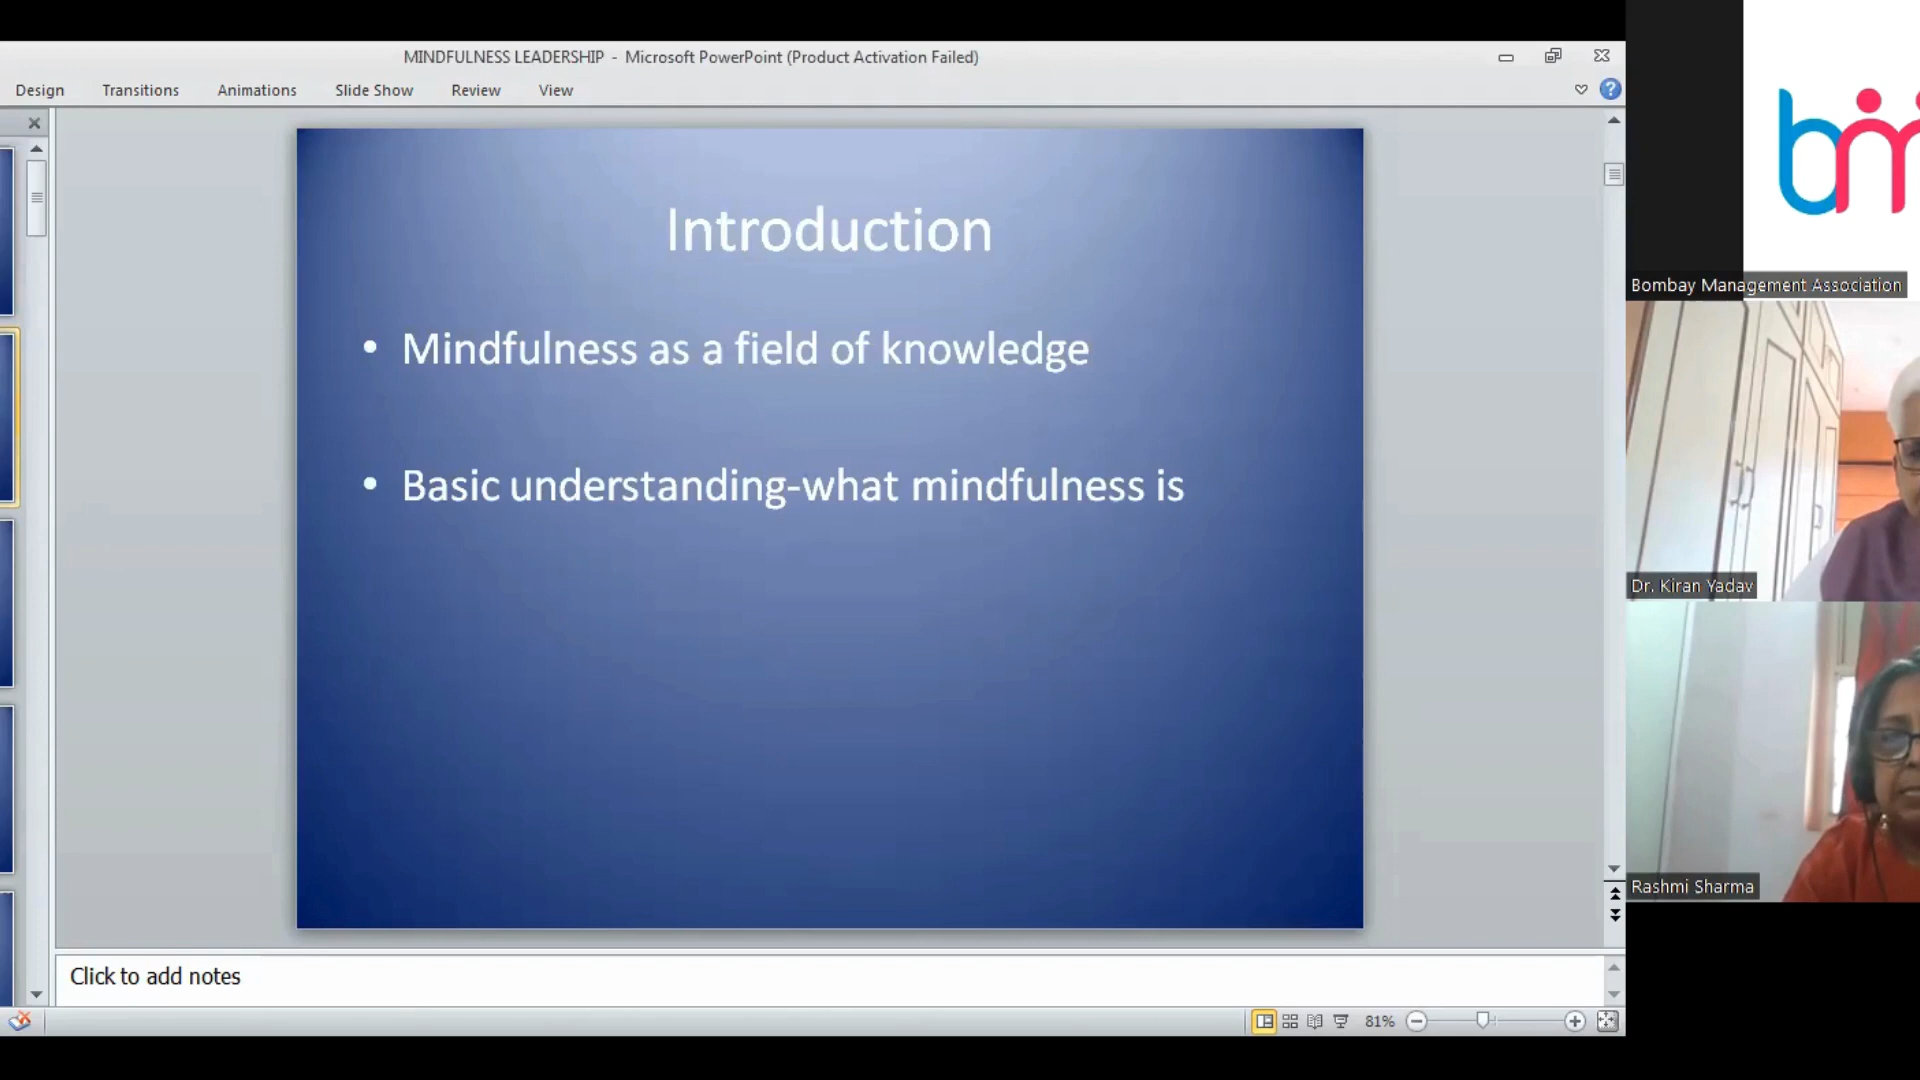 MINDFULNESS LEADERSHIP - Microsoft PowerPoint (Product Activation Failed)
Design Transitions Animations Slide Show Review View
Introduction
• Mindfulness as a field of knowledge
• Basic understanding-what mindfulness is
Click to add notes
81%
bm
Bombay Management Association
Dr. Kiran Yadav
Rashmi Sharma